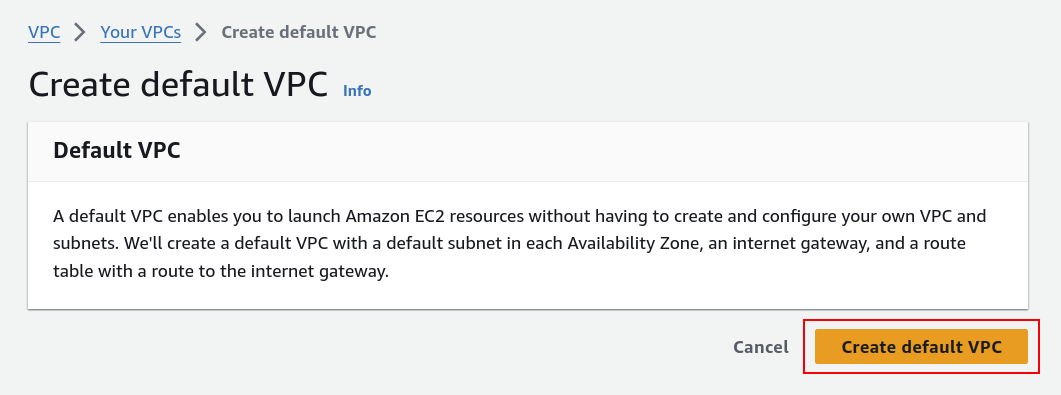 VPC > Your VPCs > Create default VPC
Create default VPC Info
Default VPC
A default VPC enables you to launch Amazon EC2 resources without having to create and configure your own VPC and
subnets. We'll create a default VPC with a default subnet in each Availability Zone, an internet gateway, and a route
table with a route to the internet gateway.
Cancel Create default VPC